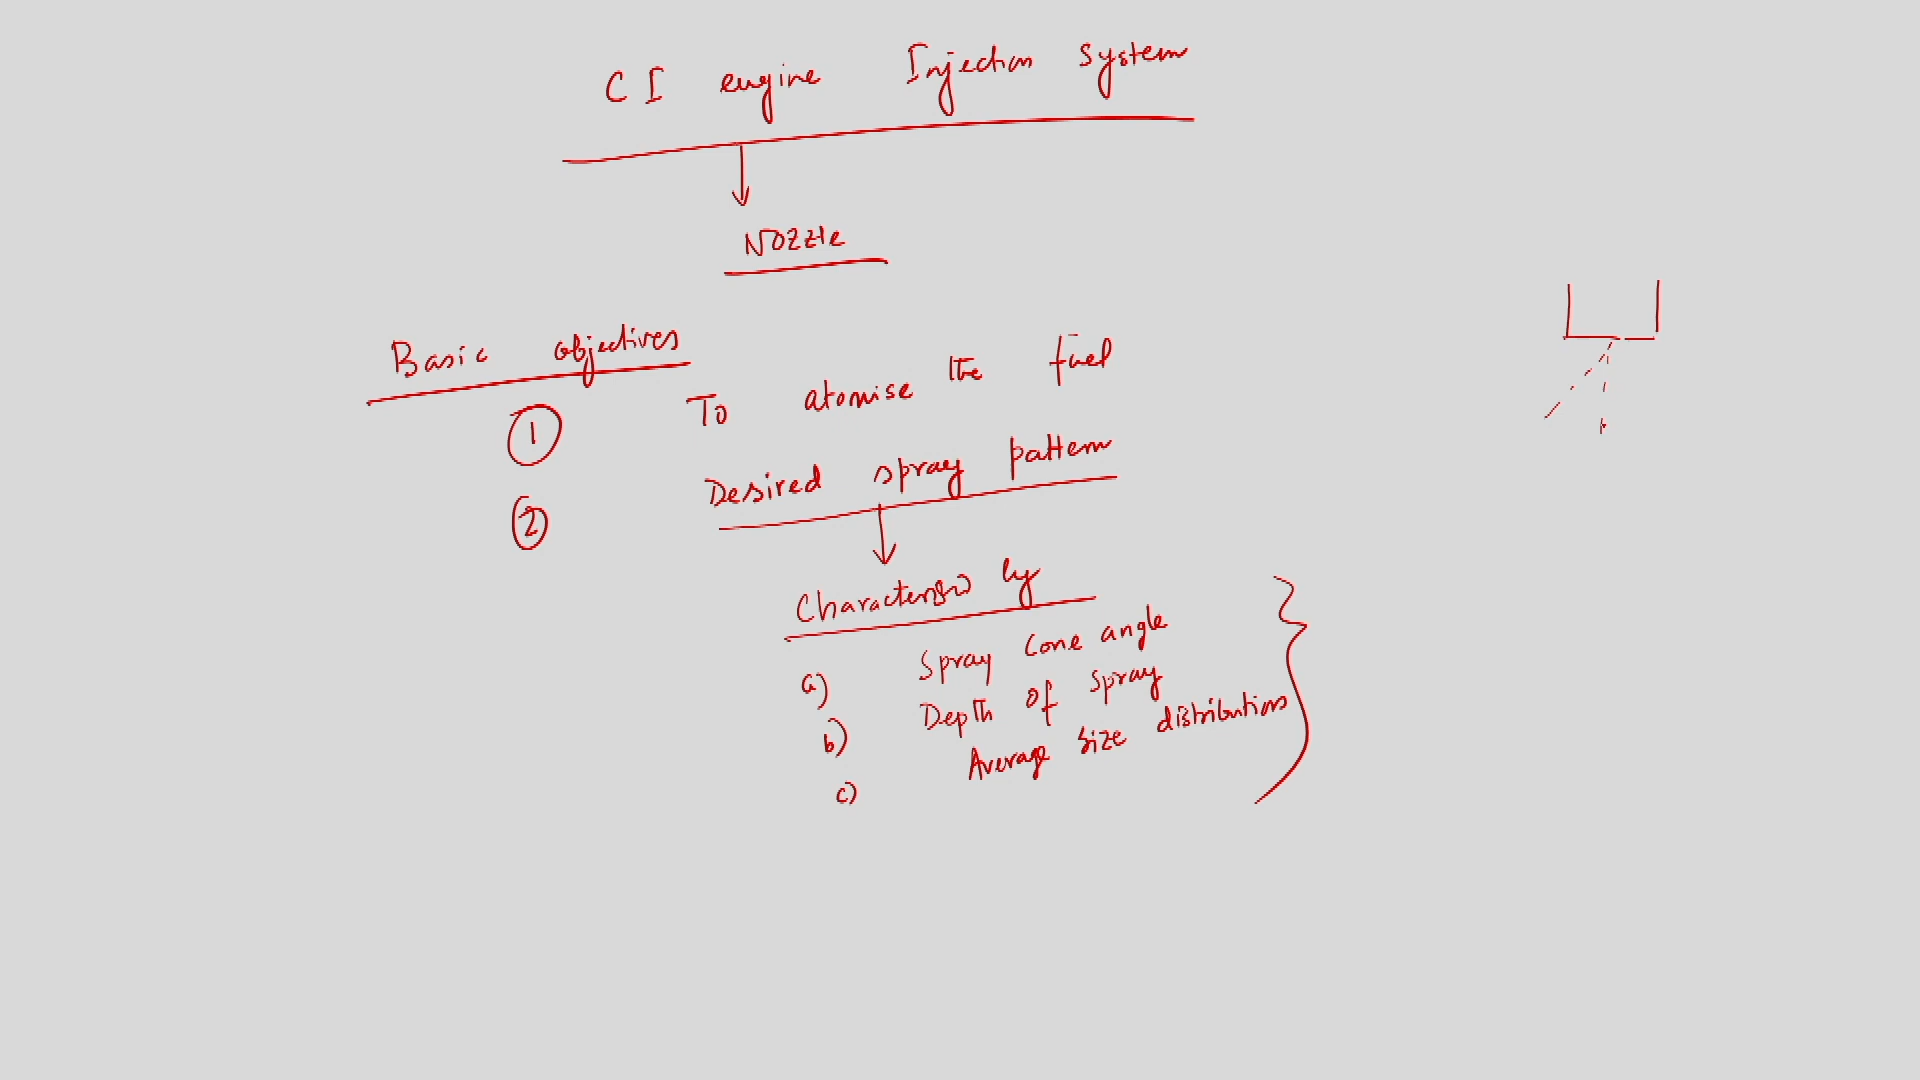 CI engine Injection system
Nozzle
Basic objectives
1 To atomise the fuel
2 Desired spray pattern
Characterised by
a) Spray Cone angle
b) Depth of spray
c) Average size distribution